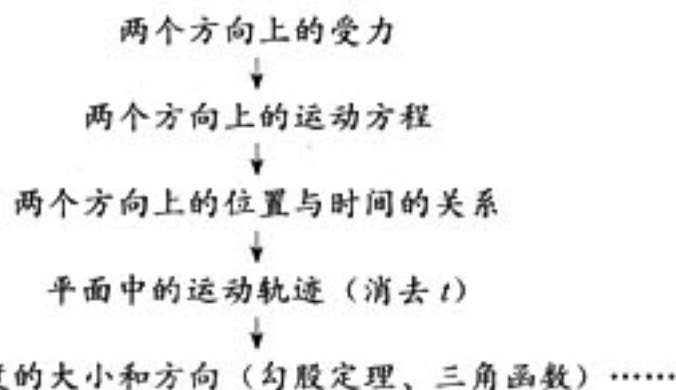 两个方向上的受力
两个方向上的运动方程
两个方向上的位置与时间的关系
平面中的运动轨迹（消去 t）
的大小和方向（勾股定理、三角函数）……